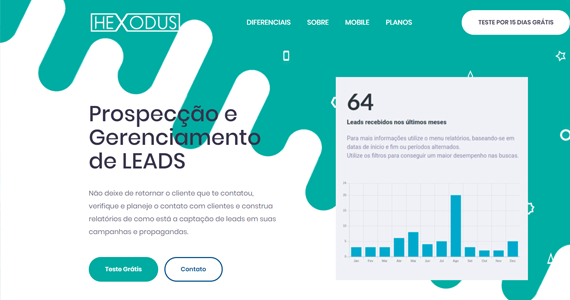 HEXODUS
DIFERENCIAIS SOBRE MOBILE PLANOS
TESTE POR 15 DIAS GRÁTIS
Prospecção e
Gerenciamento
de LEADS
Não deixe de retornar o cliente que te contatou,
verifique e planeje o contato com clientes e construa
relatórios de como está a captação de leads em suas
campanhas e propagandas.
Teste Grátis
Contato
64
Leads recebidos nos últimos meses
Para mais informações utilize o menu relatórios, baseando-se em
datas de início e fim ou períodos alternados.
Utilize os filtros para conseguir um maior desempenho nas buscas.